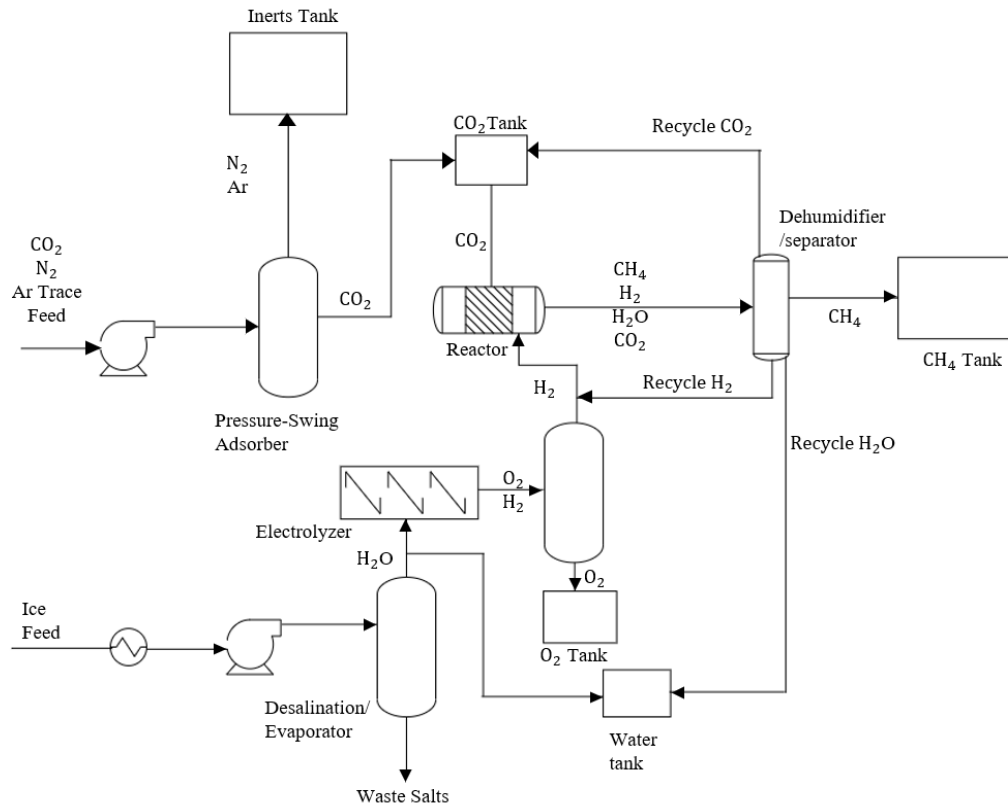 Inerts Tank
N₂
Ar
CO₂ Tank
Recycle CO₂
Dehumidifier
/separator
CO₂
N₂
Ar Trace
Feed
CO₂
CO₂
CH₄
H₂
H₂O
CO₂
CH₄
CH₄ Tank
Reactor
Pressure-Swing
Adsorber
H₂
Recycle H₂
Recycle H₂O
O₂
H₂
Electrolyzer
H₂O
O₂
O₂ Tank
Ice
Feed
Desalination/
Evaporator
Water
tank
Waste Salts